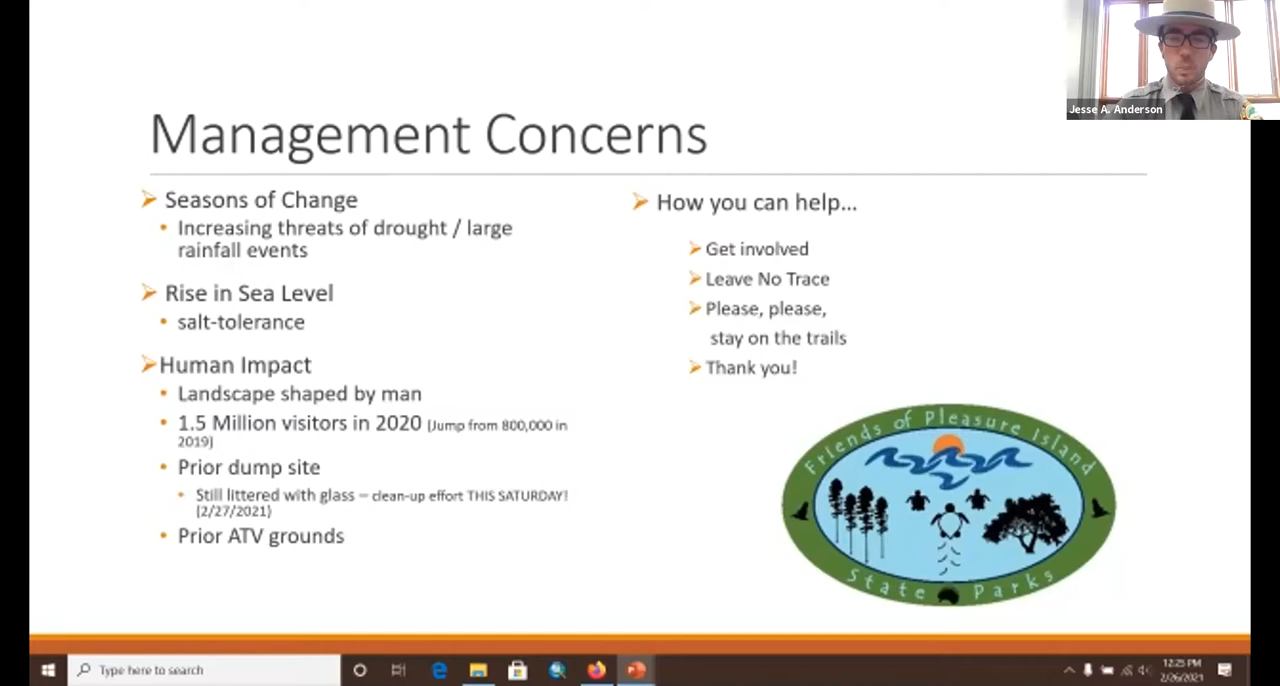 Jesse A. Anderson
Management Concerns
Seasons of Change
Increasing threats of drought / large
rainfall events
Rise in Sea Level
salt-tolerance
Human Impact
Landscape shaped by man
1.5 Million visitors in 2020 (Jump from 800,000 in
2019)
Prior dump site
Still littered with glass – clean-up effort THIS SATURDAY!
(2/27/2021)
Prior ATV grounds
How you can help...
Get involved
Leave No Trace
Please, please,
stay on the trails
Thank you!
Friends of Pleasure Island
State Parks
Type here to search
12:25 PM
2/26/2021